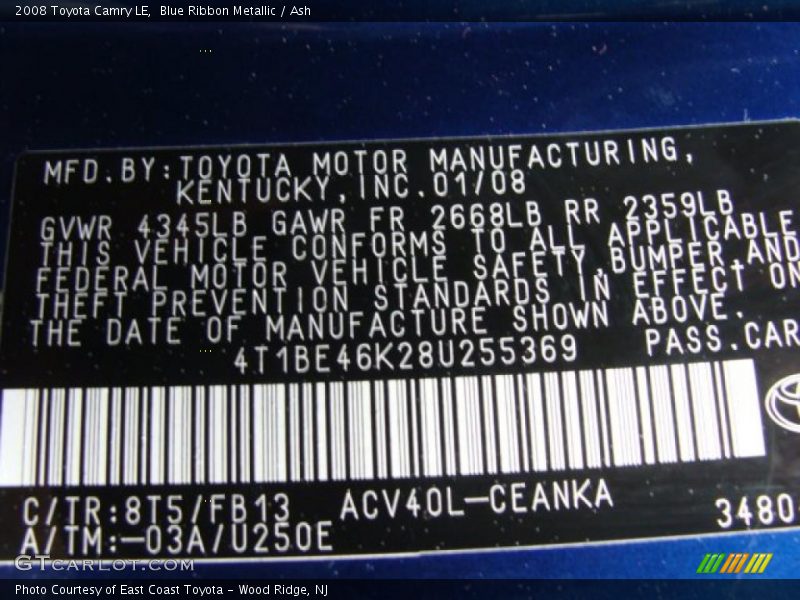 2008 Toyota Camry LE,  Blue Ribbon Metallic / Ash
MFD.BY:TOYOTA MOTOR MANUFACTURING,
KENTUCKY,INC.01/08
GVWR 4345LB GAWR FR 2668LB RR 2359LB
THIS VEHICLE CONFORMS TO ALL APPLICABLE
FEDERAL MOTOR VEHICLE SAFETY,BUMPER,AND
THEFT PREVENTION STANDARDS IN EFFECT ON
THE DATE OF MANUFACTURE SHOWN ABOVE.
4T1BE46K28U255369 PASS.CAR
C/TR:8T5/FB13 ACV40L-CEANKA
A/TM:-03A/U250E 3480
GTCarLot.com
Photo Courtesy of East Coast Toyota - Wood Ridge, NJ